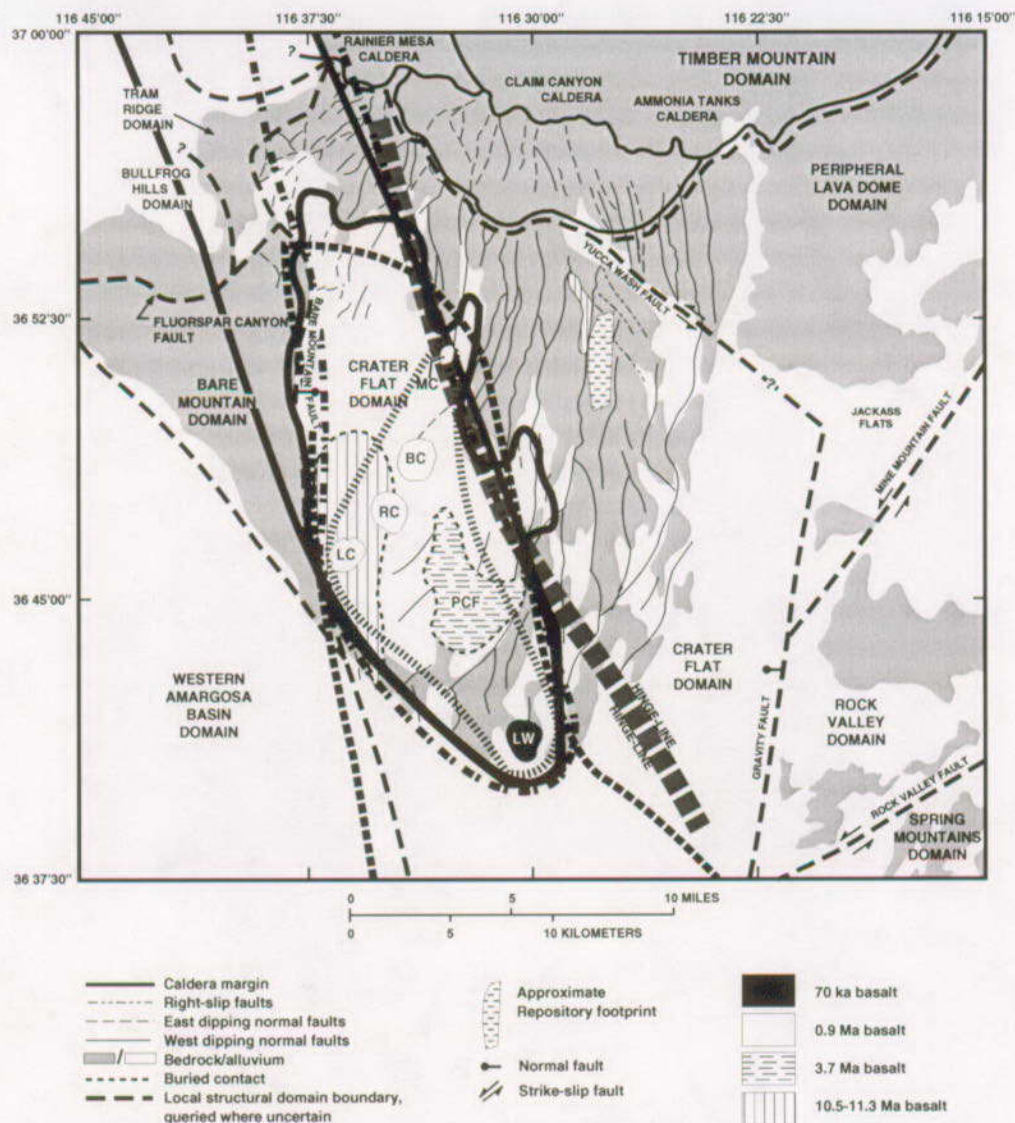 116 45'00"
116 37'30"
116 30'00"
116 22'30"
116 15'00"
37 00'00"
RAINIER MESA
CALDERA
TIMBER MOUNTAIN
DOMAIN
?
CLAIM CANYON
CALDERA
AMMONIA TANKS
CALDERA
TRAM
RIDGE
DOMAIN
?
BULLFROG
HILLS
DOMAIN
PERIPHERAL
LAVA DOME
DOMAIN
YUCCA WASH FAULT
36 52'30"
FLUORSPAR CANYON
FAULT
BARE MOUNTAIN FAULT
BARE
MOUNTAIN
DOMAIN
CRATER
FLAT
DOMAIN
MC
?
JACKASS
FLATS
MINE MOUNTAIN FAULT
BC
RC
LC
36 45'00"
PCF
WESTERN
AMARGOSA
BASIN
DOMAIN
CRATER
FLAT
DOMAIN
HINGE-LINE
HINGE-LINE
LW
GRAVITY FAULT
ROCK
VALLEY
DOMAIN
ROCK VALLEY FAULT
SPRING
MOUNTAINS
DOMAIN
36 37'30"
0 5 10 MILES
0 5 10 KILOMETERS
Caldera margin
Right-slip faults
East dipping normal faults
West dipping normal faults
/ Bedrock/alluvium
Buried contact
Local structural domain boundary,
queried where uncertain
Approximate
Repository footprint
Normal fault
Strike-slip fault
70 ka basalt
0.9 Ma basalt
3.7 Ma basalt
10.5-11.3 Ma basalt